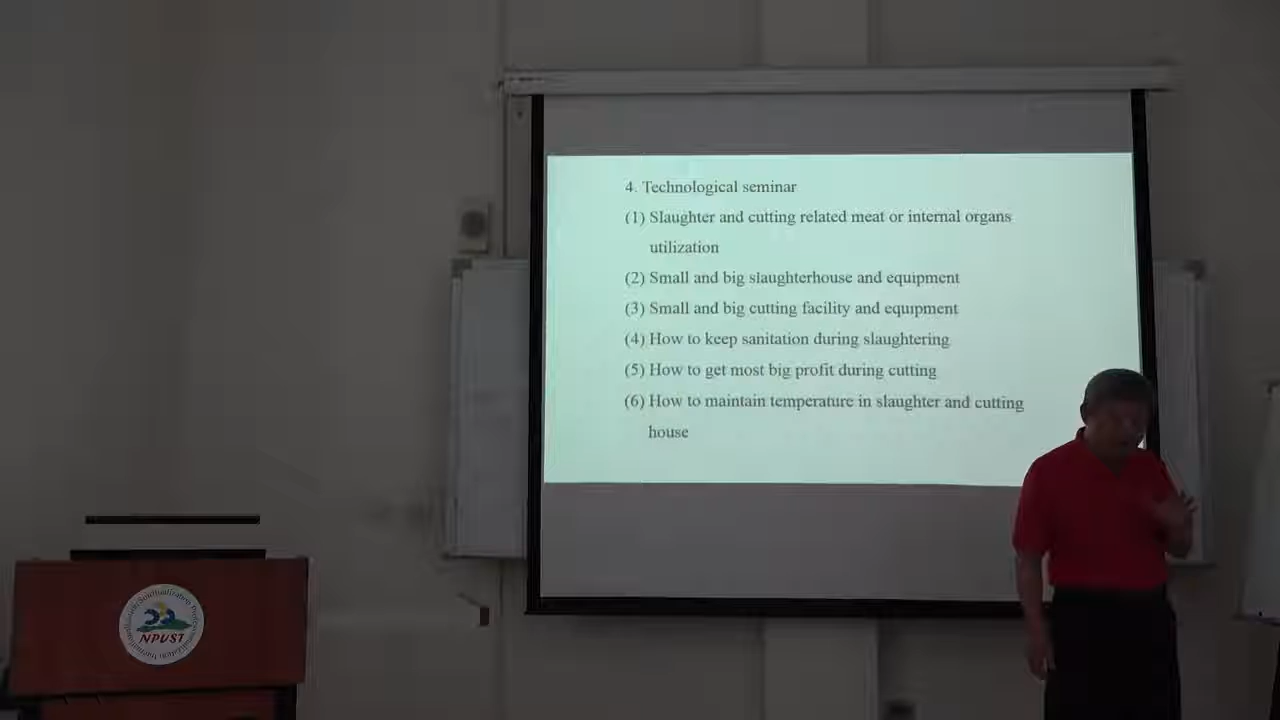 4. Technological seminar
(1) Slaughter and cutting related meat or internal organs
utilization
(2) Small and big slaughterhouse and equipment
(3) Small and big cutting facility and equipment
(4) How to keep sanitation during slaughtering
(5) How to get most big profit during cutting
(6) How to maintain temperature in slaughter and cutting
house
NPUST